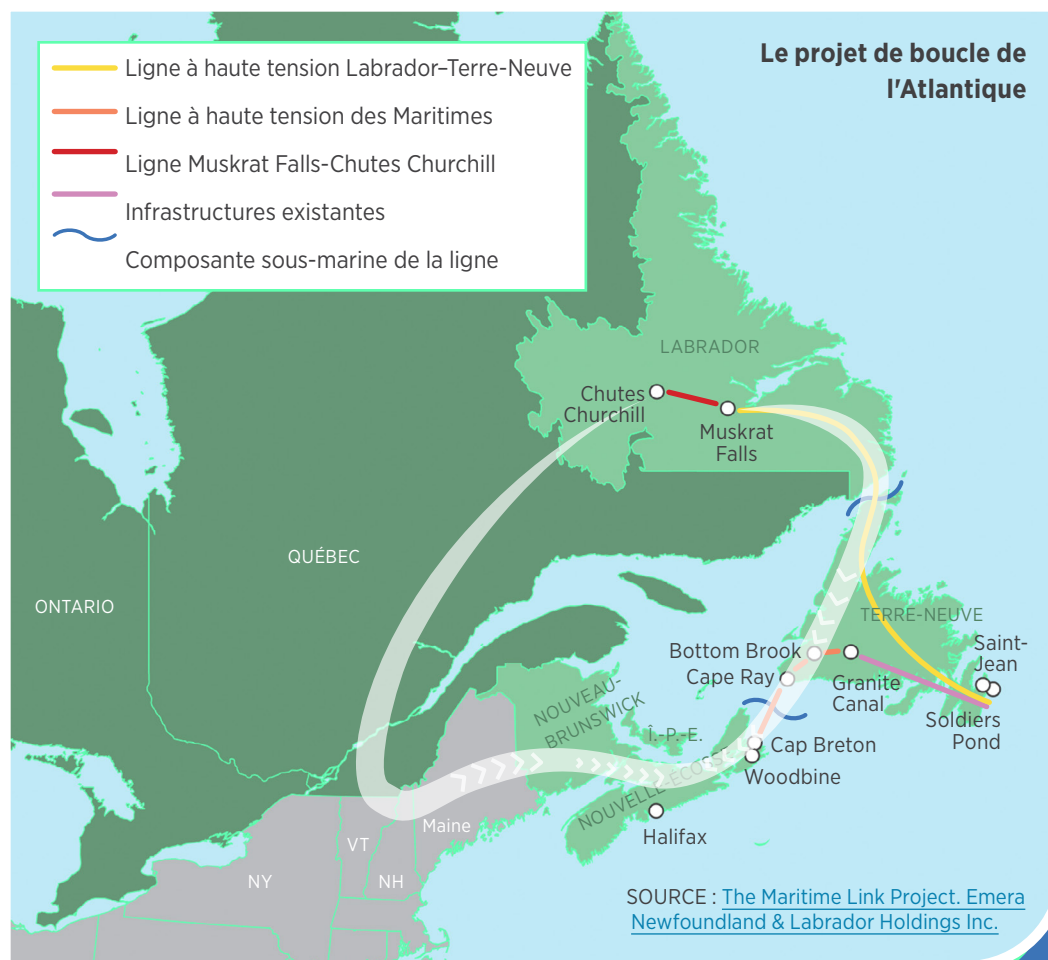 Le projet de boucle de
l'Atlantique
Ligne à haute tension Labrador–Terre-Neuve
Ligne à haute tension des Maritimes
Ligne Muskrat Falls-Chutes Churchill
Infrastructures existantes
Composante sous-marine de la ligne
LABRADOR
Chutes
Churchill
Muskrat
Falls
QUÉBEC
ONTARIO
TERRE-NEUVE
Saint-
Jean
Bottom Brook
Cape Ray
Granite
Canal
Soldiers
Pond
NOUVEAU-
BRUNSWICK
Î.-P.-E.
Cap Breton
Woodbine
NOUVELLE-ÉCOSSE
Halifax
Maine
VT
NH
NY
SOURCE : The Maritime Link Project. Emera
Newfoundland & Labrador Holdings Inc.